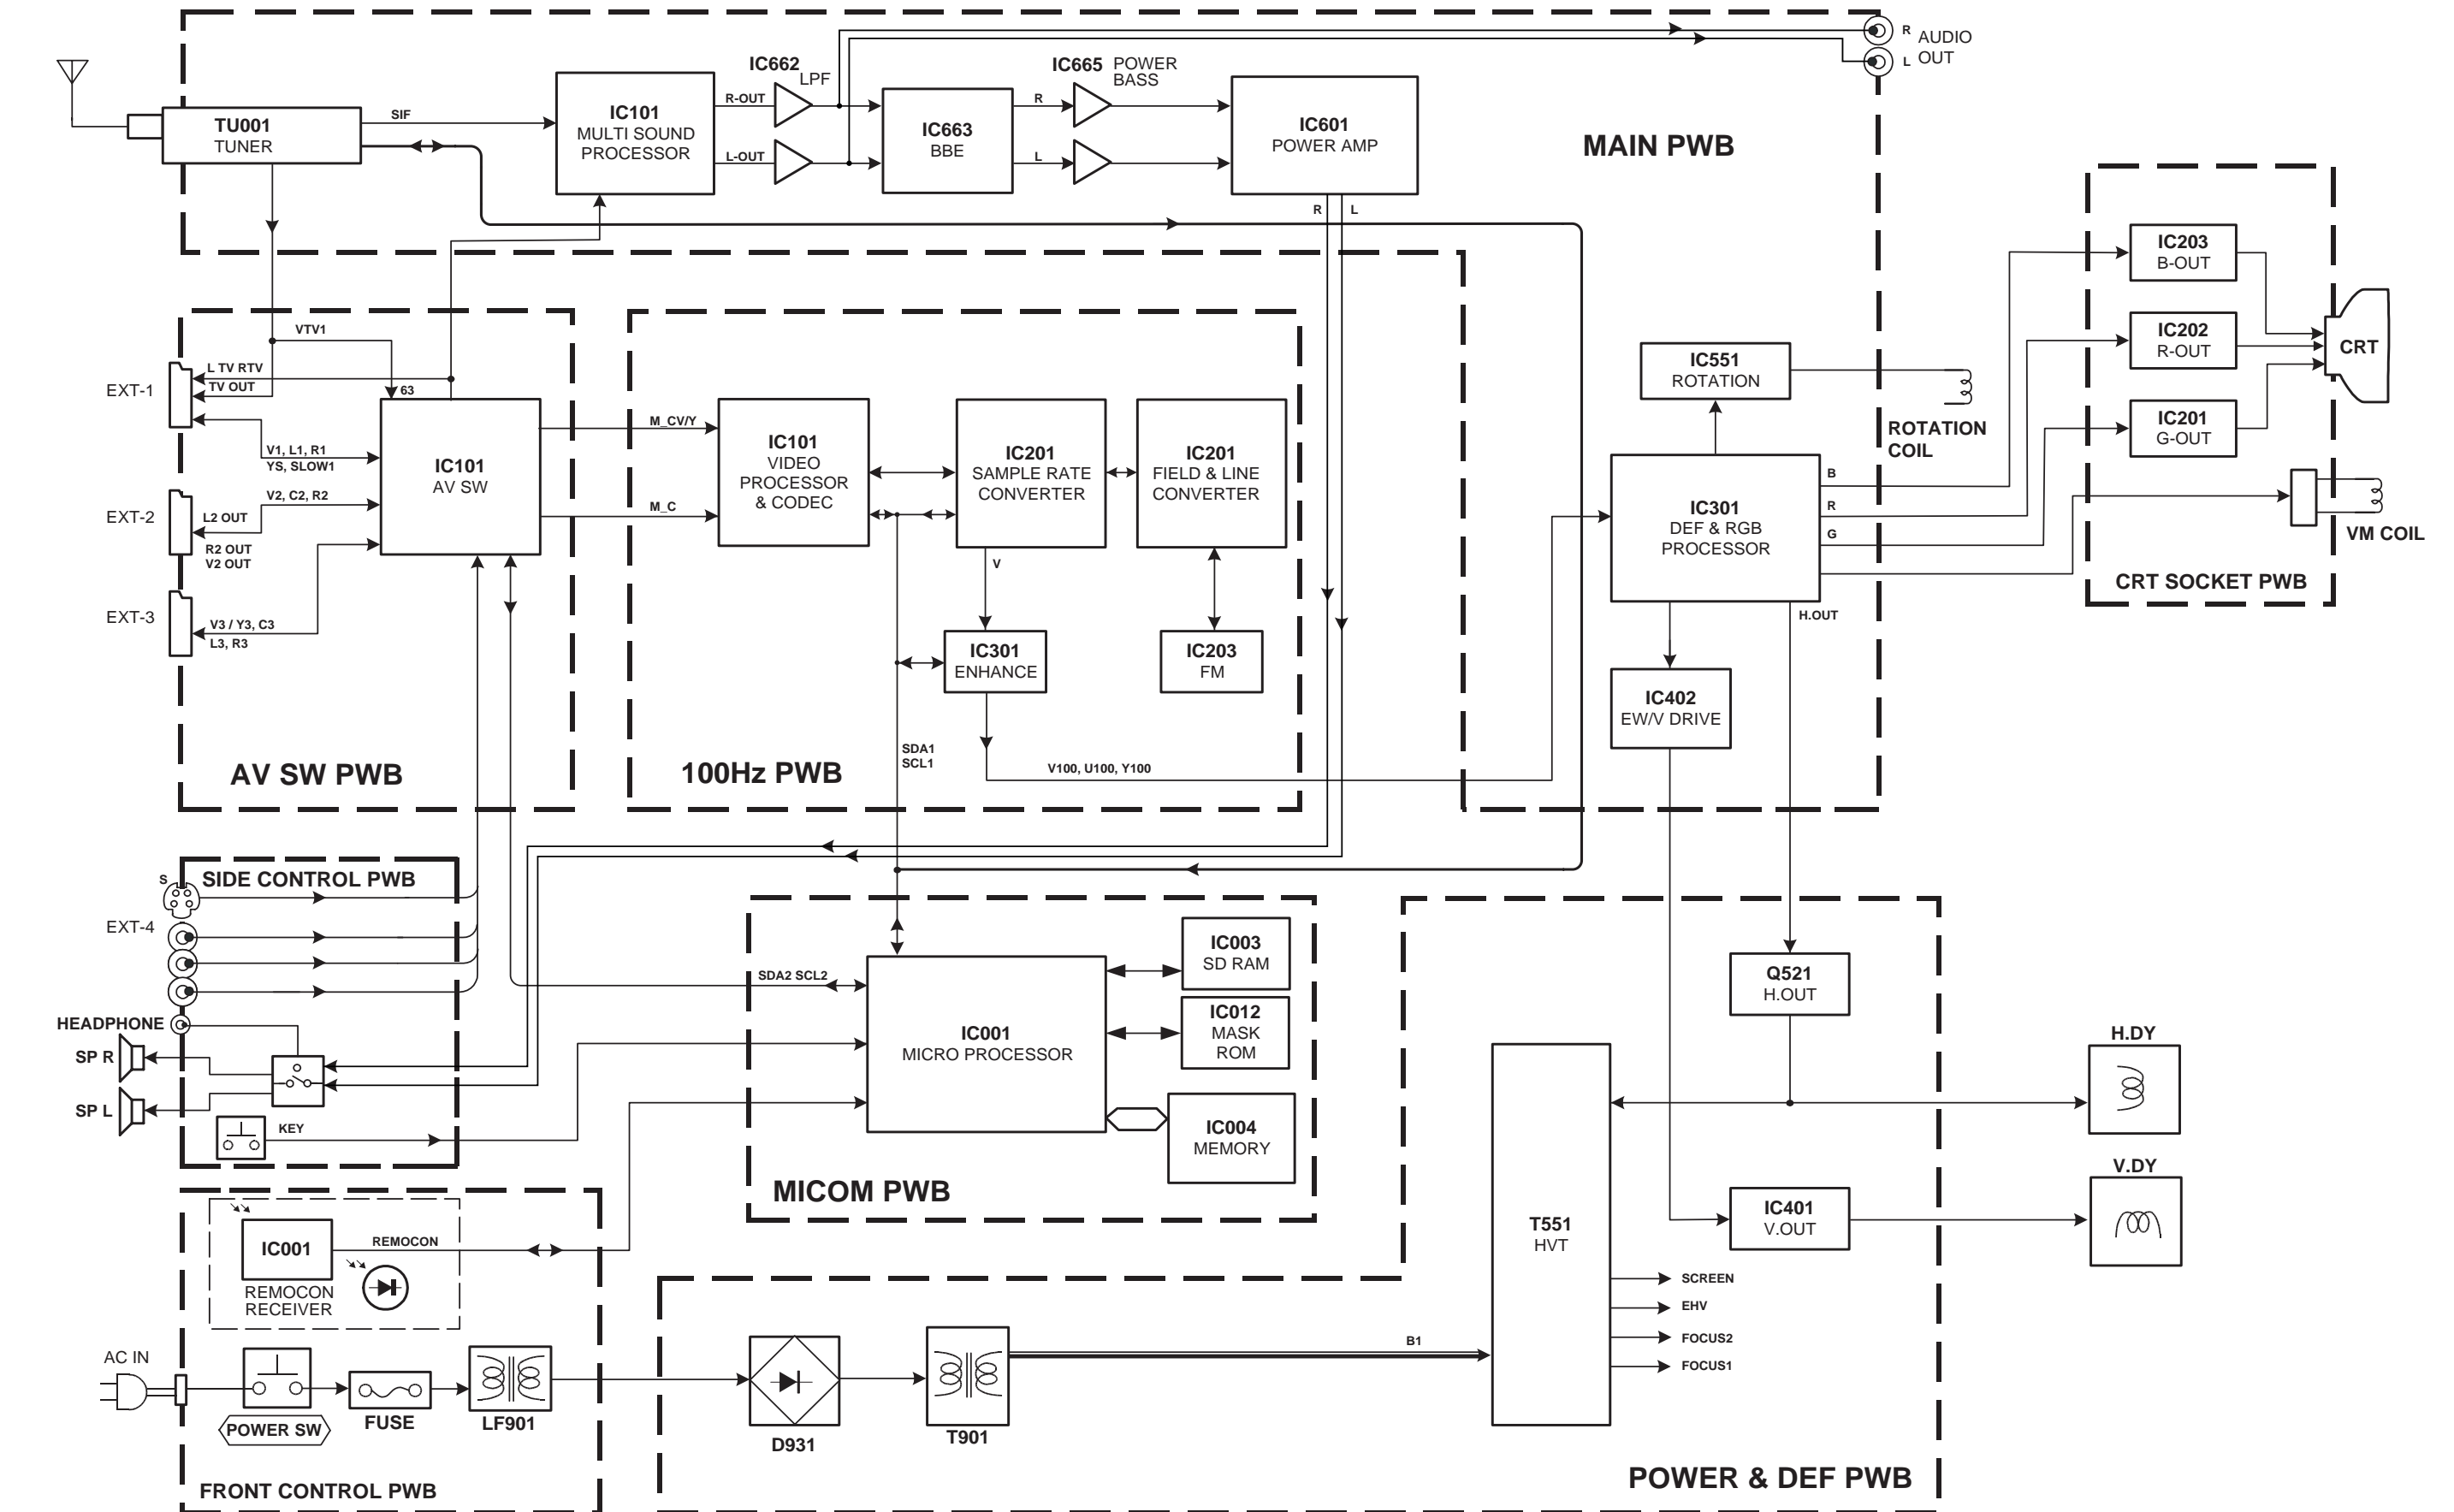 R
AUDIO
L
OUT
IC662
LPF
IC665
POWER
BASS
TU001
TUNER
SIF
IC101
MULTI SOUND
PROCESSOR
R-OUT
L-OUT
IC663
BBE
R
L
IC601
POWER AMP
R
L
MAIN PWB
VTV1
L TV RTV
TV OUT
63
EXT-1
V1, L1, R1
YS, SLOW1
V2, C2, R2
EXT-2
L2 OUT
R2 OUT
V2 OUT
EXT-3
V3 / Y3, C3
L3, R3
IC101
AV SW
AV SW PWB
M_CV/Y
M_C
IC101
VIDEO
PROCESSOR
& CODEC
IC201
SAMPLE RATE
CONVERTER
IC201
FIELD & LINE
CONVERTER
V
IC301
ENHANCE
IC203
FM
SDA1
SCL1
V100, U100, Y100
100Hz PWB
IC551
ROTATION
ROTATION
COIL
IC301
DEF & RGB
PROCESSOR
B
R
G
H.OUT
IC402
EW/V DRIVE
IC203
B-OUT
IC202
R-OUT
IC201
G-OUT
CRT
VM COIL
CRT SOCKET PWB
SIDE CONTROL PWB
S
EXT-4
HEADPHONE
SP R
SP L
KEY
SDA2 SCL2
IC001
MICRO PROCESSOR
IC003
SD RAM
IC012
MASK
ROM
IC004
MEMORY
MICOM PWB
Q521
H.OUT
H.DY
V.DY
IC401
V.OUT
T551
HVT
SCREEN
EHV
FOCUS2
FOCUS1
IC001
REMOCON
REMOCON
RECEIVER
AC IN
POWER SW
FUSE
LF901
D931
T901
B1
FRONT CONTROL PWB
POWER & DEF PWB